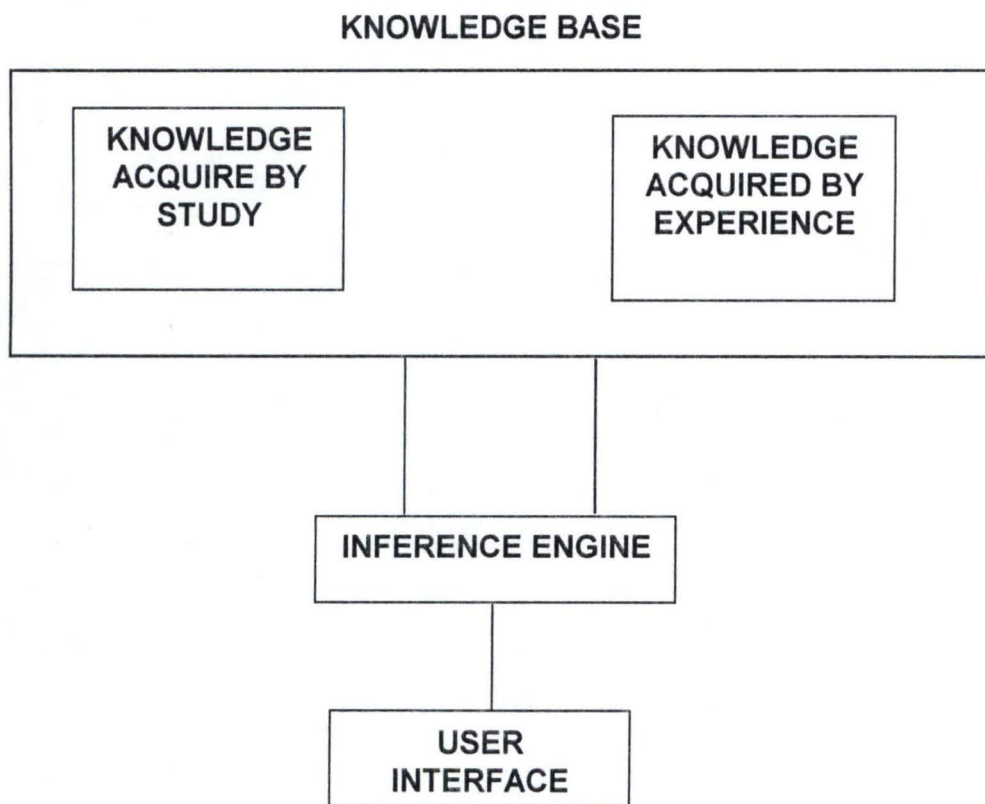 KNOWLEDGE BASE
KNOWLEDGE
ACQUIRE BY
STUDY
KNOWLEDGE
ACQUIRED BY
EXPERIENCE
INFERENCE ENGINE
USER
INTERFACE